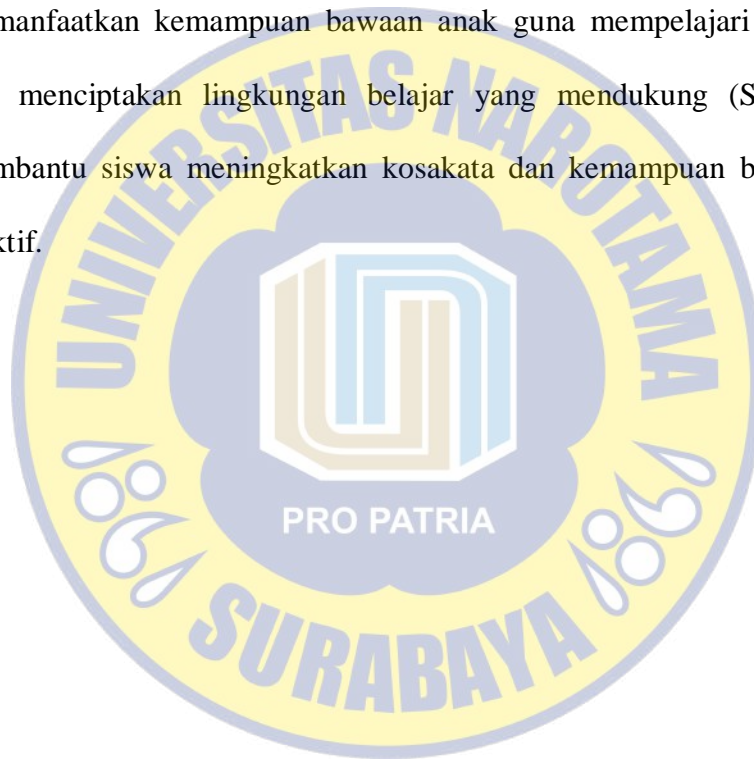 manfaatkan kemampuan bawaan anak guna mempelajari
menciptakan lingkungan belajar yang mendukung (S
mbantu siswa meningkatkan kosakata dan kemampuan b
ktif.
UNIVERSITAS NAROTAMA
PRO PATRIA
SURABAYA